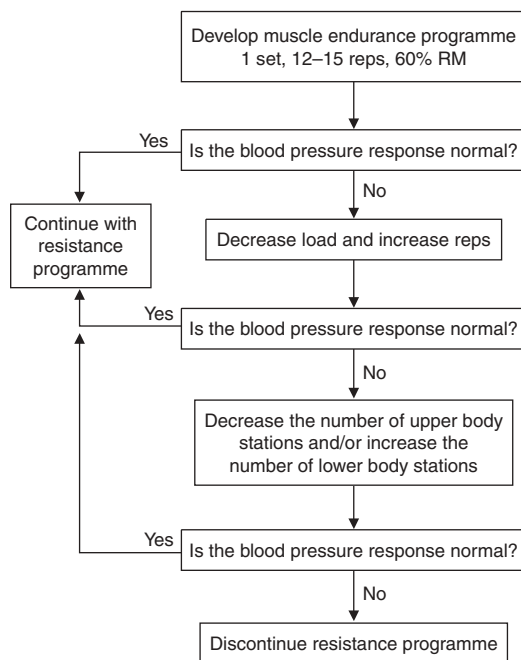 Develop muscle endurance programme
1 set, 12–15 reps, 60% RM
Yes
Is the blood pressure response normal?
No
Continue with
resistance
programme
Decrease load and increase reps
Yes
Is the blood pressure response normal?
No
Decrease the number of upper body
stations and/or increase the
number of lower body stations
Yes
Is the blood pressure response normal?
No
Discontinue resistance programme